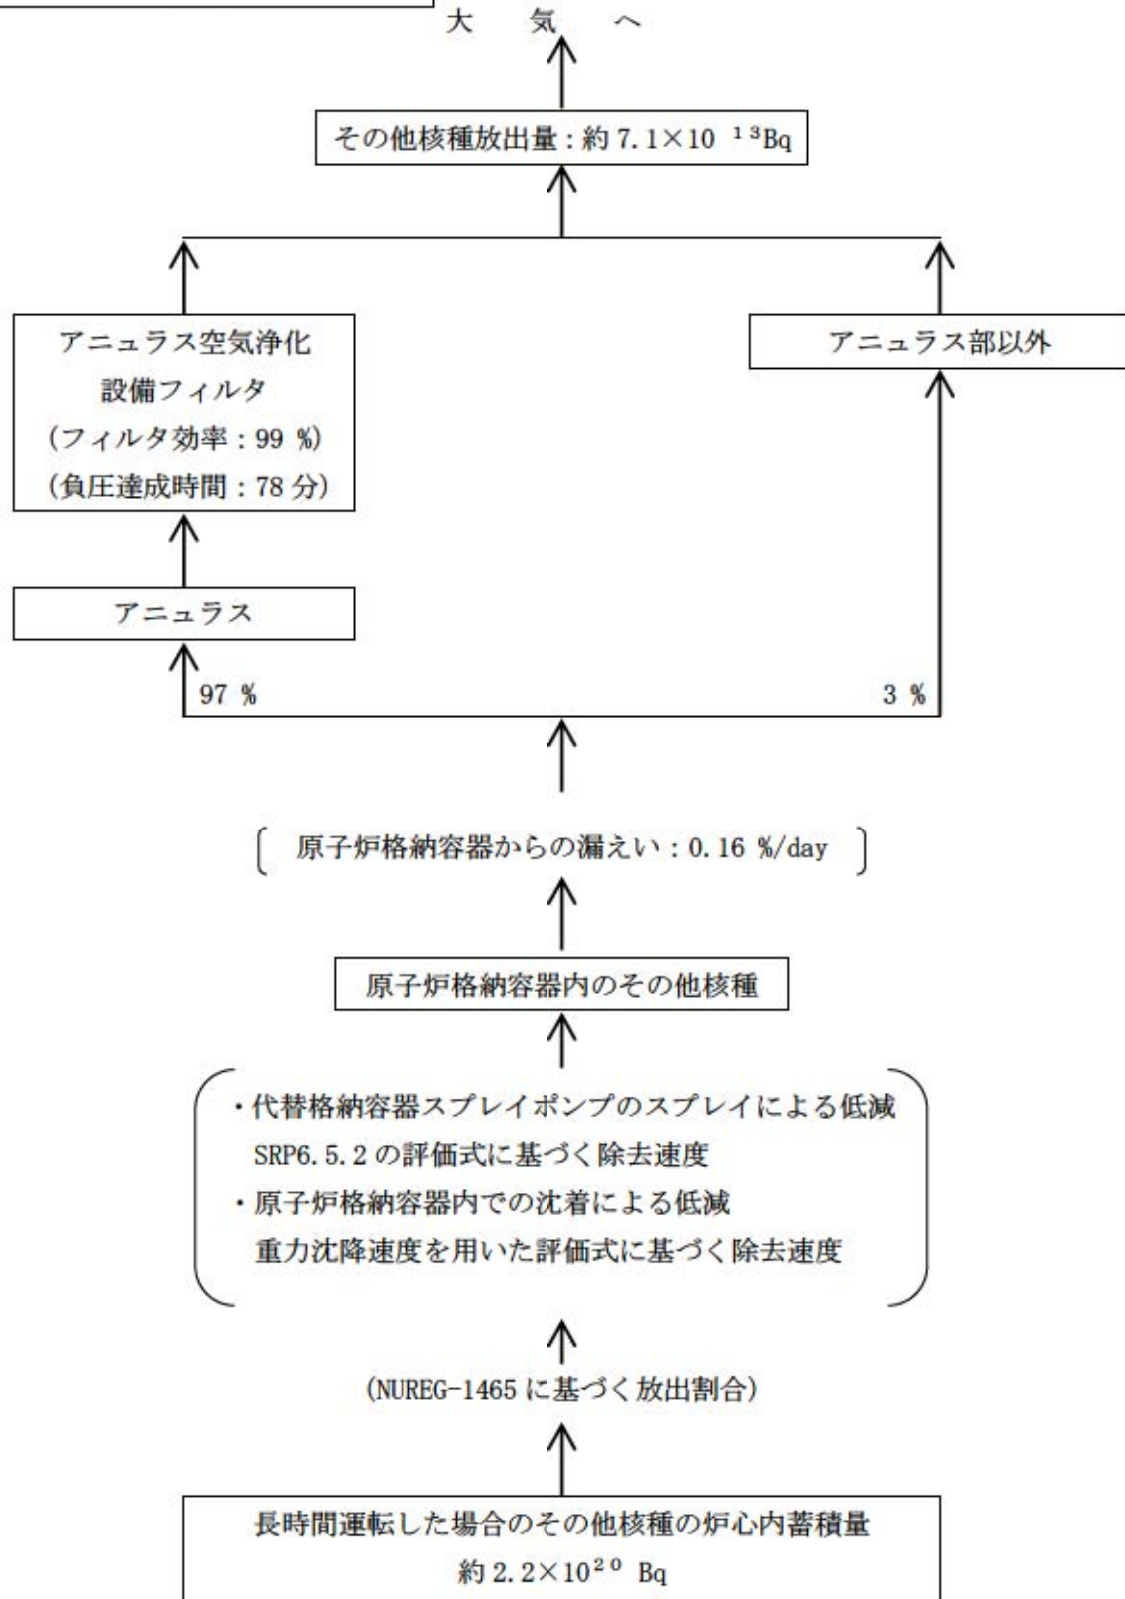 大 気 へ
その他核種放出量：約 7.1×10 ¹³Bq
アニュラス空気浄化
設備フィルタ
(フィルタ効率：99 %)
(負圧達成時間：78 分)
アニュラス部以外
アニュラス
97 %
3 %
〔 原子炉格納容器からの漏えい：0.16 %/day 〕
原子炉格納容器内のその他核種
・代替格納容器スプレイポンプのスプレイによる低減
SRP6.5.2 の評価式に基づく除去速度
・原子炉格納容器内での沈着による低減
重力沈降速度を用いた評価式に基づく除去速度
(NUREG-1465 に基づく放出割合)
長時間運転した場合のその他核種の炉心内蓄積量
約 2.2×10²⁰ Bq